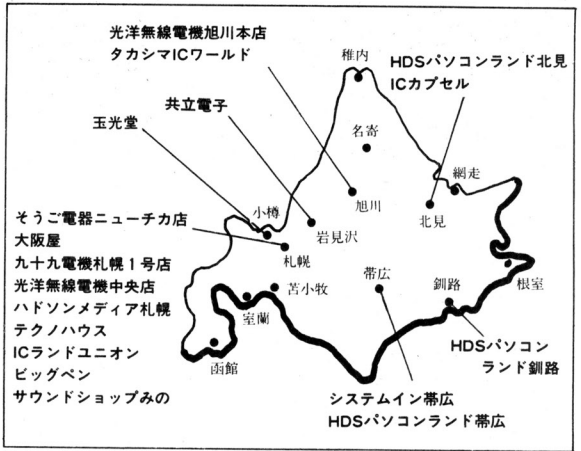 光洋無線電機旭川本店
タカシマICワールド
稚内
HDSパソコンランド北見
ICカプセル
共立電子
玉光堂
名寄
網走
旭川
北見
小樽
岩見沢
札幌
そうご電器ニューチカ店
大阪屋
九十九電機札幌1号店
光洋無線電機中央店
ハドソンメディア札幌
テクノハウス
ICランドユニオン
ビッグペン
サウンドショップみの
苫小牧
室蘭
函館
帯広
釧路
根室
HDSパソコン
ランド釧路
システムイン帯広
HDSパソコンランド帯広